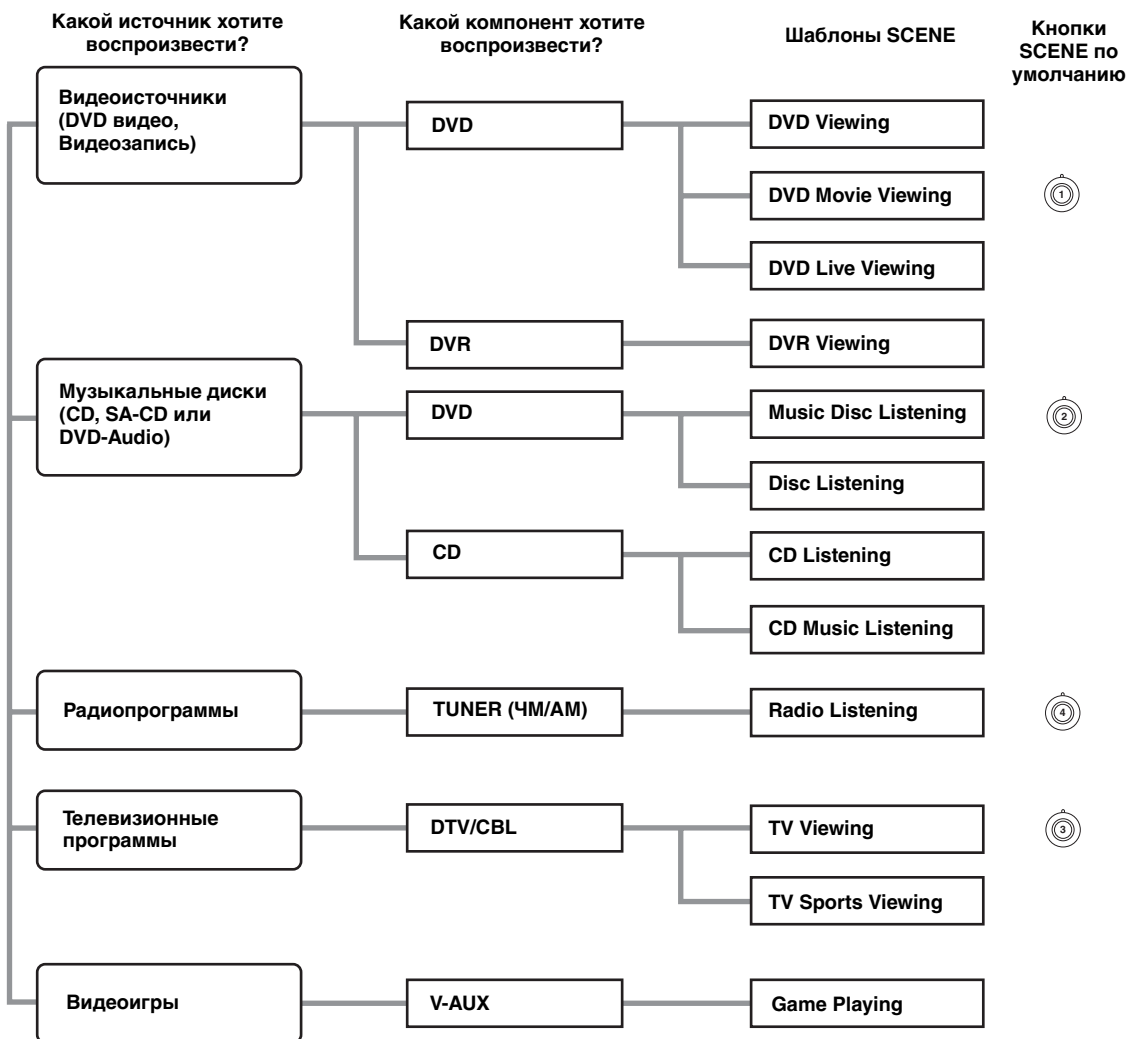 Какой источник хотите
воспроизвести?
Какой компонент хотите
воспроизвести?
Шаблоны SCENE
Кнопки
SCENE по
умолчанию
Видеоисточники
(DVD видео,
Видеозапись)
DVD
DVD Viewing
DVD Movie Viewing
1
DVD Live Viewing
DVR
DVR Viewing
Музыкальные диски
(CD, SA-CD или
DVD-Audio)
DVD
Music Disc Listening
2
Disc Listening
CD
CD Listening
CD Music Listening
Радиопрограммы
TUNER (ЧМ/AM)
Radio Listening
4
Телевизионные
программы
DTV/CBL
TV Viewing
3
TV Sports Viewing
Видеоигры
V-AUX
Game Playing